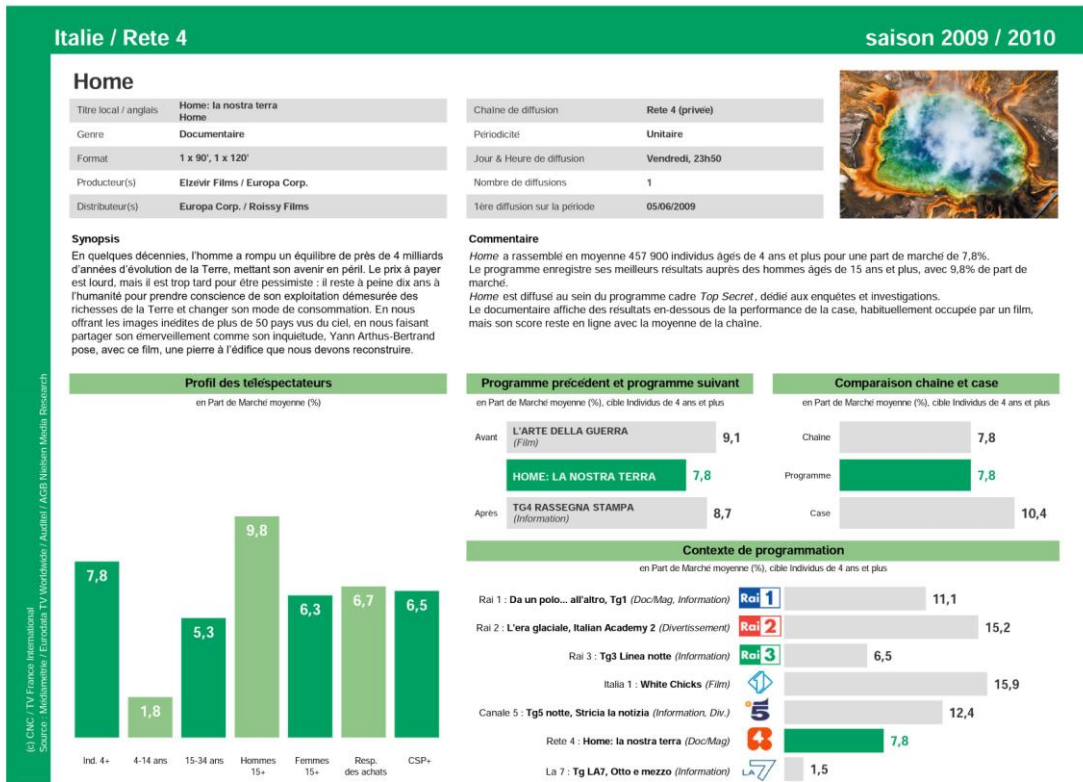 Italie / Rete 4
saison 2009 / 2010
Home
Titre local / anglais
Home: la nostra terra
Home
Genre
Documentaire
Format
1 x 90', 1 x 120'
Producteur(s)
Elzévir Films / Europa Corp.
Distributeur(s)
Europa Corp. / Roissy Films
Chaîne de diffusion
Rete 4 (privée)
Périodicité
Unitaire
Jour & Heure de diffusion
Vendredi, 23h50
Nombre de diffusions
1
1ère diffusion sur la période
05/06/2009
Synopsis
En quelques décennies, l'homme a rompu un équilibre de près de 4 milliards
d'années d'évolution de la Terre, mettant son avenir en péril. Le prix à payer
est lourd, mais il est trop tard pour être pessimiste : il reste à peine dix ans à
l'humanité pour prendre conscience de son exploitation démesurée des
richesses de la Terre et changer son mode de consommation. En nous
offrant les images inédites de plus de 50 pays vus du ciel, en nous faisant
partager son émerveillement comme son inquiétude, Yann Arthus-Bertrand
pose, avec ce film, une pierre à l'édifice que nous devons reconstruire.
Commentaire
Home a rassemblé en moyenne 457 900 individus âgés de 4 ans et plus pour une part de marché de 7,8%.
Le programme enregistre ses meilleurs résultats auprès des hommes âgés de 15 ans et plus, avec 9,8% de part de
marché.
Home est diffusé au sein du programme cadre Top Secret, dédié aux enquêtes et investigations.
Le documentaire affiche des résultats en-dessous de la performance de la case, habituellement occupée par un film,
mais son score reste en ligne avec la moyenne de la chaîne.
Profil des téléspectateurs
en Part de Marché moyenne (%)
7,8
1,8
5,3
9,8
6,3
6,7
6,5
Ind. 4+
4-14 ans
15-34 ans
Hommes
15+
Femmes
15+
Resp.
des achats
CSP+
Programme précédent et programme suivant
en Part de Marché moyenne (%), cible Individus de 4 ans et plus
Avant
L'ARTE DELLA GUERRA
(Film)
9,1
HOME: LA NOSTRA TERRA
7,8
Après
TG4 RASSEGNA STAMPA
(Information)
8,7
Comparaison chaîne et case
en Part de Marché moyenne (%), cible Individus de 4 ans et plus
Chaîne
7,8
Programme
7,8
Case
10,4
Contexte de programmation
en Part de Marché moyenne (%), cible Individus de 4 ans et plus
Rai 1 : Da un polo... all'altro, Tg1 (Doc/Mag, Information)
Rai 1
11,1
Rai 2 : L'era glaciale, Italian Academy 2 (Divertissement)
Rai 2
15,2
Rai 3 : Tg3 Linea notte (Information)
Rai 3
6,5
Italia 1 : White Chicks (Film)
1
15,9
Canale 5 : Tg5 notte, Stricia la notizia (Information, Div.)
5
12,4
Rete 4 : Home: la nostra terra (Doc/Mag)
4
7,8
La 7 : Tg LA7, Otto e mezzo (Information)
LA7
1,5
(c) CNC / TV France International
Source : Médiamétrie / Eurodata TV Worldwide / Auditel / AGB Nielsen Media Research